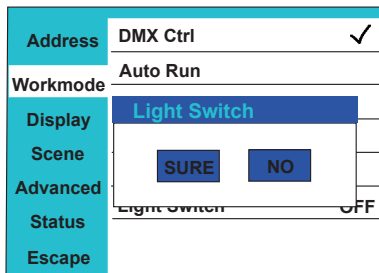 Address
Workmode
Display
Scene
Advanced
Status
Escape
DMX Ctrl
Auto Run
Light Switch
SURE NO
Light Switch OFF